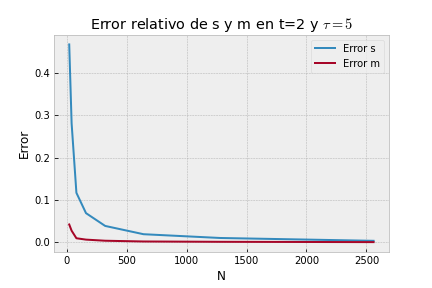 Error relativo de s y m en t=2 y τ = 5
Error s
Error m
0.4
0.3
0.2
0.1
0.0
Error
0 500 1000 1500 2000 2500
N